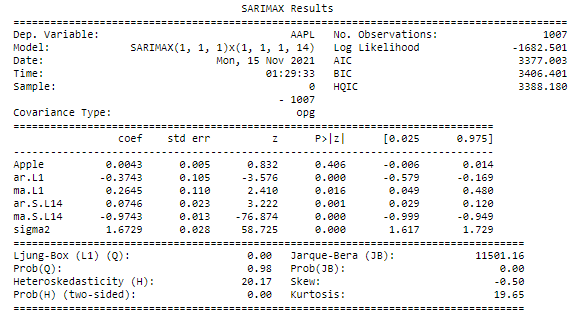 SARIMAX Results
==============================================================================
Dep. Variable: AAPL No. Observations: 1007
Model: SARIMAX(1, 1, 1)x(1, 1, 1, 14) Log Likelihood -1682.501
Date: Mon, 15 Nov 2021 AIC 3377.003
Time: 01:29:33 BIC 3406.401
Sample: 0 HQIC 3388.180
- 1007
Covariance Type: opg
==============================================================================
coef std err z P>|z| [0.025 0.975]
------------------------------------------------------------------------------
Apple 0.0043 0.005 0.832 0.406 -0.006 0.014
ar.L1 -0.3743 0.105 -3.576 0.000 -0.579 -0.169
ma.L1 0.2645 0.110 2.410 0.016 0.049 0.480
ar.S.L14 0.0746 0.023 3.222 0.001 0.029 0.120
ma.S.L14 -0.9743 0.013 -76.874 0.000 -0.999 -0.949
sigma2 1.6729 0.028 58.725 0.000 1.617 1.729
==============================================================================
Ljung-Box (L1) (Q): 0.00 Jarque-Bera (JB): 11501.16
Prob(Q): 0.98 Prob(JB): 0.00
Heteroskedasticity (H): 20.17 Skew: -0.50
Prob(H) (two-sided): 0.00 Kurtosis: 19.65
==============================================================================